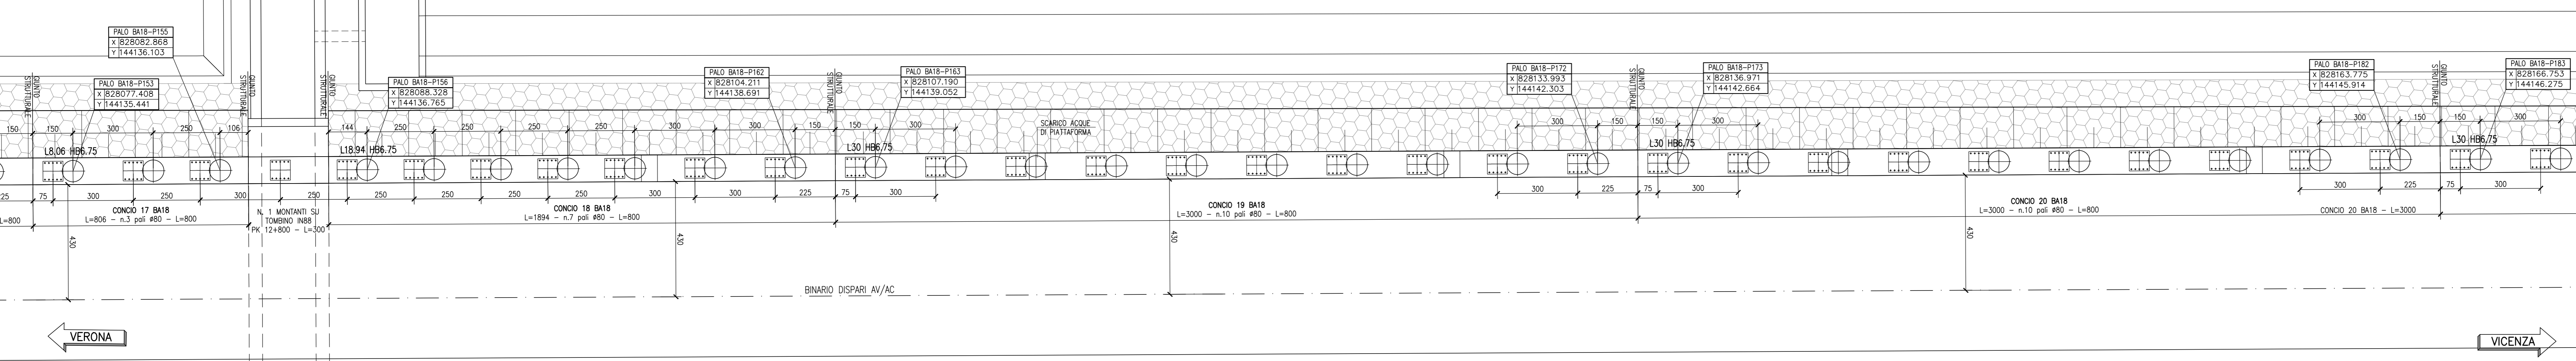 PALO BA18-P155
X 828082.868
Y 144136.103
PALO BA18-P153
X 828077.408
Y 144135.441
PALO BA18-P156
X 828088.328
Y 144136.765
PALO BA18-P162
X 828104.211
Y 144138.691
PALO BA18-P163
X 828107.190
Y 144139.052
PALO BA18-P172
X 828133.993
Y 144142.303
PALO BA18-P173
X 828136.971
Y 144142.664
PALO BA18-P182
X 828163.775
Y 144145.914
PALO BA18-P183
X 828166.753
Y 144146.275
GIUNTO
STRUTTURALE
GIUNTO
STRUTTURALE
GIUNTO
STRUTTURALE
GIUNTO
STRUTTURALE
GIUNTO
STRUTTURALE
GIUNTO
STRUTTURALE
SCARICO ACQUE
DI PIATTAFORMA
150 150 300 250 106 144 250 250 250 250 300 300 150 150 300 300 150 150 300 300 150 150 300
L8.06 HB6.75
L18.94 HB6.75
L30 HB6.75
L30 HB6.75
L30 HB6.75
25 75 300 250 300 250 250 250 250 250 300 300 225 75 300 300 225 75 300 300 225 75 300
L=800
CONCIO 17 BA18
L=806 - n.3 pali ø80 - L=800
N. 1 MONTANTI SU
TOMBINO IN88
PK 12+800 - L=300
CONCIO 18 BA18
L=1894 - n.7 pali ø80 - L=800
CONCIO 19 BA18
L=3000 - n.10 pali ø80 - L=800
CONCIO 20 BA18
L=3000 - n.10 pali ø80 - L=800
CONCIO 20 BA18 - L=3000
430
430
430
430
BINARIO DISPARI AV/AC
VERONA
VICENZA